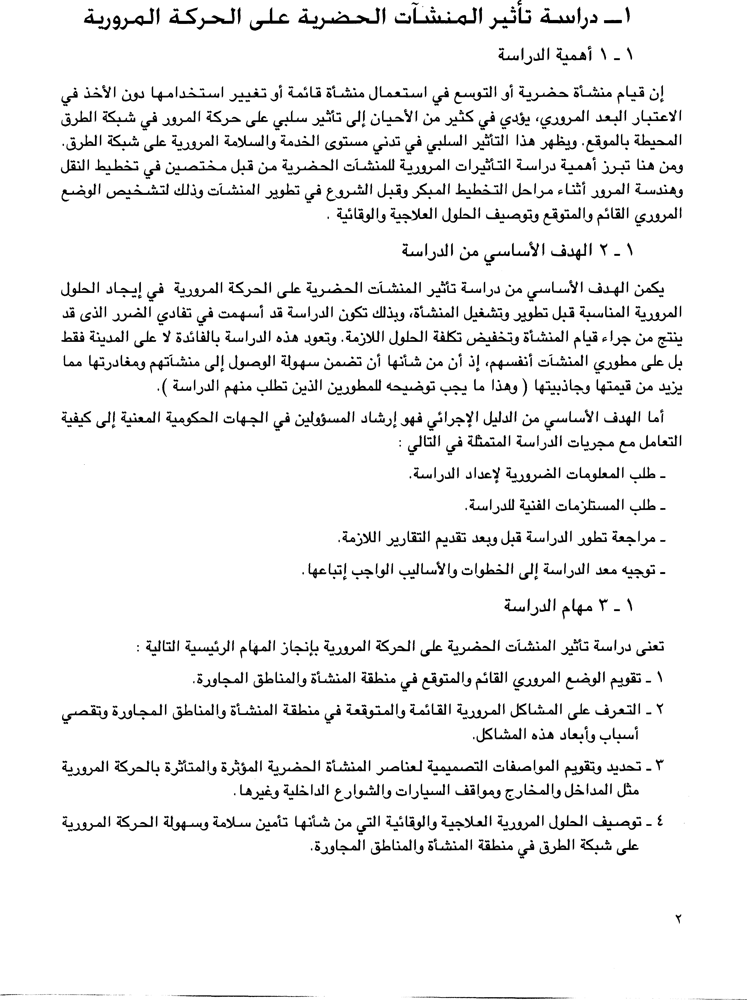 ١ – دراسة تأثير المنشآت الحضرية على الحركة المرورية
١ - ١ أهمية الدراسة
إن قيام منشأة حضرية أو التوسع في استعمال منشأة قائمة أو تغيير استخدامها دون الأخذ في
الاعتبار البعد المروري، يؤدي في كثير من الأحيان إلى تأثير سلبي على حركة المرور في شبكة الطرق
المحيطة بالموقع. ويظهر هذا التأثير السلبي في تدني مستوى الخدمة والسلامة المرورية على شبكة الطرق.
ومن هنا تبرز أهمية دراسة التأثيرات المرورية للمنشآت الحضرية من قبل مختصين في تخطيط النقل
وهندسة المرور أثناء مراحل التخطيط المبكر وقبل الشروع في تطوير المنشآت وذلك لتشخيص الوضع
المروري القائم والمتوقع وتوصيف الحلول العلاجية والوقائية .
١ - ٢ الهدف الأساسي من الدراسة
يكمن الهدف الأساسي من دراسة تأثير المنشآت الحضرية على الحركة المرورية في إيجاد الحلول
المرورية المناسبة قبل تطوير وتشغيل المنشأة، وبذلك تكون الدراسة قد أسهمت في تفادي الضرر الذى قد
ينتج من جراء قيام المنشأة وتخفيض تكلفة الحلول اللازمة. وتعود هذه الدراسة بالفائدة لا على المدينة فقط
بل على مطوري المنشآت أنفسهم، إذ أن من شأنها أن تضمن سهولة الوصول إلى منشآتهم ومغادرتها مما
يزيد من قيمتها وجاذبيتها ( وهذا ما يجب توضيحه للمطورين الذين تطلب منهم الدراسة ).
أما الهدف الأساسي من الدليل الإجرائي فهو إرشاد المسؤولين في الجهات الحكومية المعنية إلى كيفية
التعامل مع مجريات الدراسة المتمثلة في التالي :
- طلب المعلومات الضرورية لإعداد الدراسة.
- طلب المستلزمات الفنية للدراسة.
- مراجعة تطور الدراسة قبل وبعد تقديم التقارير اللازمة.
- توجيه معد الدراسة إلى الخطوات والأساليب الواجب إتباعها.
١ - ٣ مهام الدراسة
تعنى دراسة تأثير المنشآت الحضرية على الحركة المرورية بإنجاز المهام الرئيسية التالية :
١ - تقويم الوضع المروري القائم والمتوقع في منطقة المنشأة والمناطق المجاورة.
٢ - التعرف على المشاكل المرورية القائمة والمتوقعة في منطقة المنشأة والمناطق المجاورة وتقصي
أسباب وأبعاد هذه المشاكل.
٣ - تحديد وتقويم المواصفات التصميمية لعناصر المنشأة الحضرية المؤثرة والمتأثرة بالحركة المرورية
مثل المداخل والمخارج ومواقف السيارات والشوارع الداخلية وغيرها.
٤ - توصيف الحلول المرورية العلاجية والوقائية التي من شأنها تأمين سلامة وسهولة الحركة المرورية
على شبكة الطرق في منطقة المنشأة والمناطق المجاورة.
٢